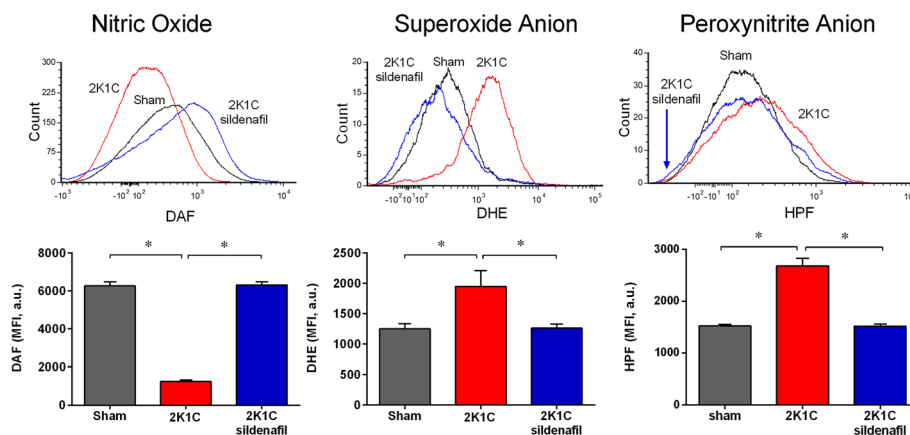 Nitric Oxide
Superoxide Anion
Peroxynitrite Anion
300
225
150
75
0
Count
2K1C
Sham
2K1C
sildenafil
-10³
-10¹ 10² 10³ 10⁴
DAF
20
15
10
5
0
Count
2K1C
sildenafil
Sham
2K1C
-10¹ 10² 10³ 10⁴ 10⁵
DHE
40
30
20
10
0
Count
2K1C
sildenafil
2K1C
-10² -10¹ 10² 10³
HPF
8000
6000
4000
2000
0
DAF (MFI, a.u.)
* *
Sham 2K1C 2K1C
sildenafil
2500
2000
1500
1000
500
0
DHE (MFI, a.u.)
* *
Sham 2K1C 2K1C
sildenafil
3000
2000
1000
0
HPF (MFI, a.u.)
* *
sham 2K1C 2K1C
sildenafil